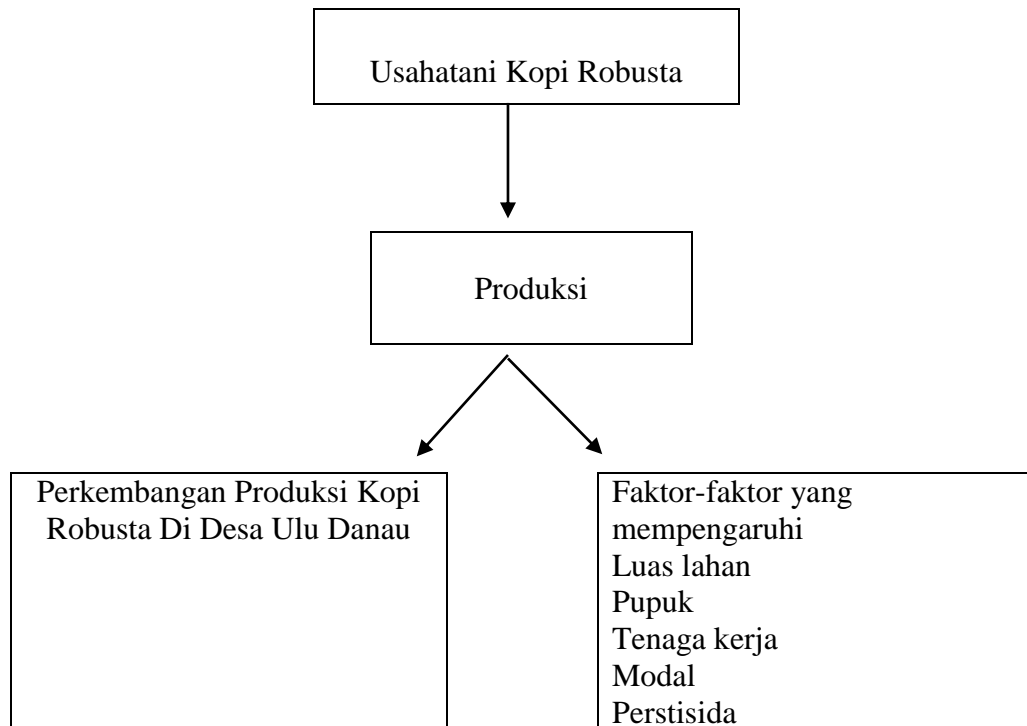 Usahatani Kopi Robusta
Produksi
Perkembangan Produksi Kopi
Robusta Di Desa Ulu Danau
Faktor-faktor yang
mempengaruhi
Luas lahan
Pupuk
Tenaga kerja
Modal
Perstisida